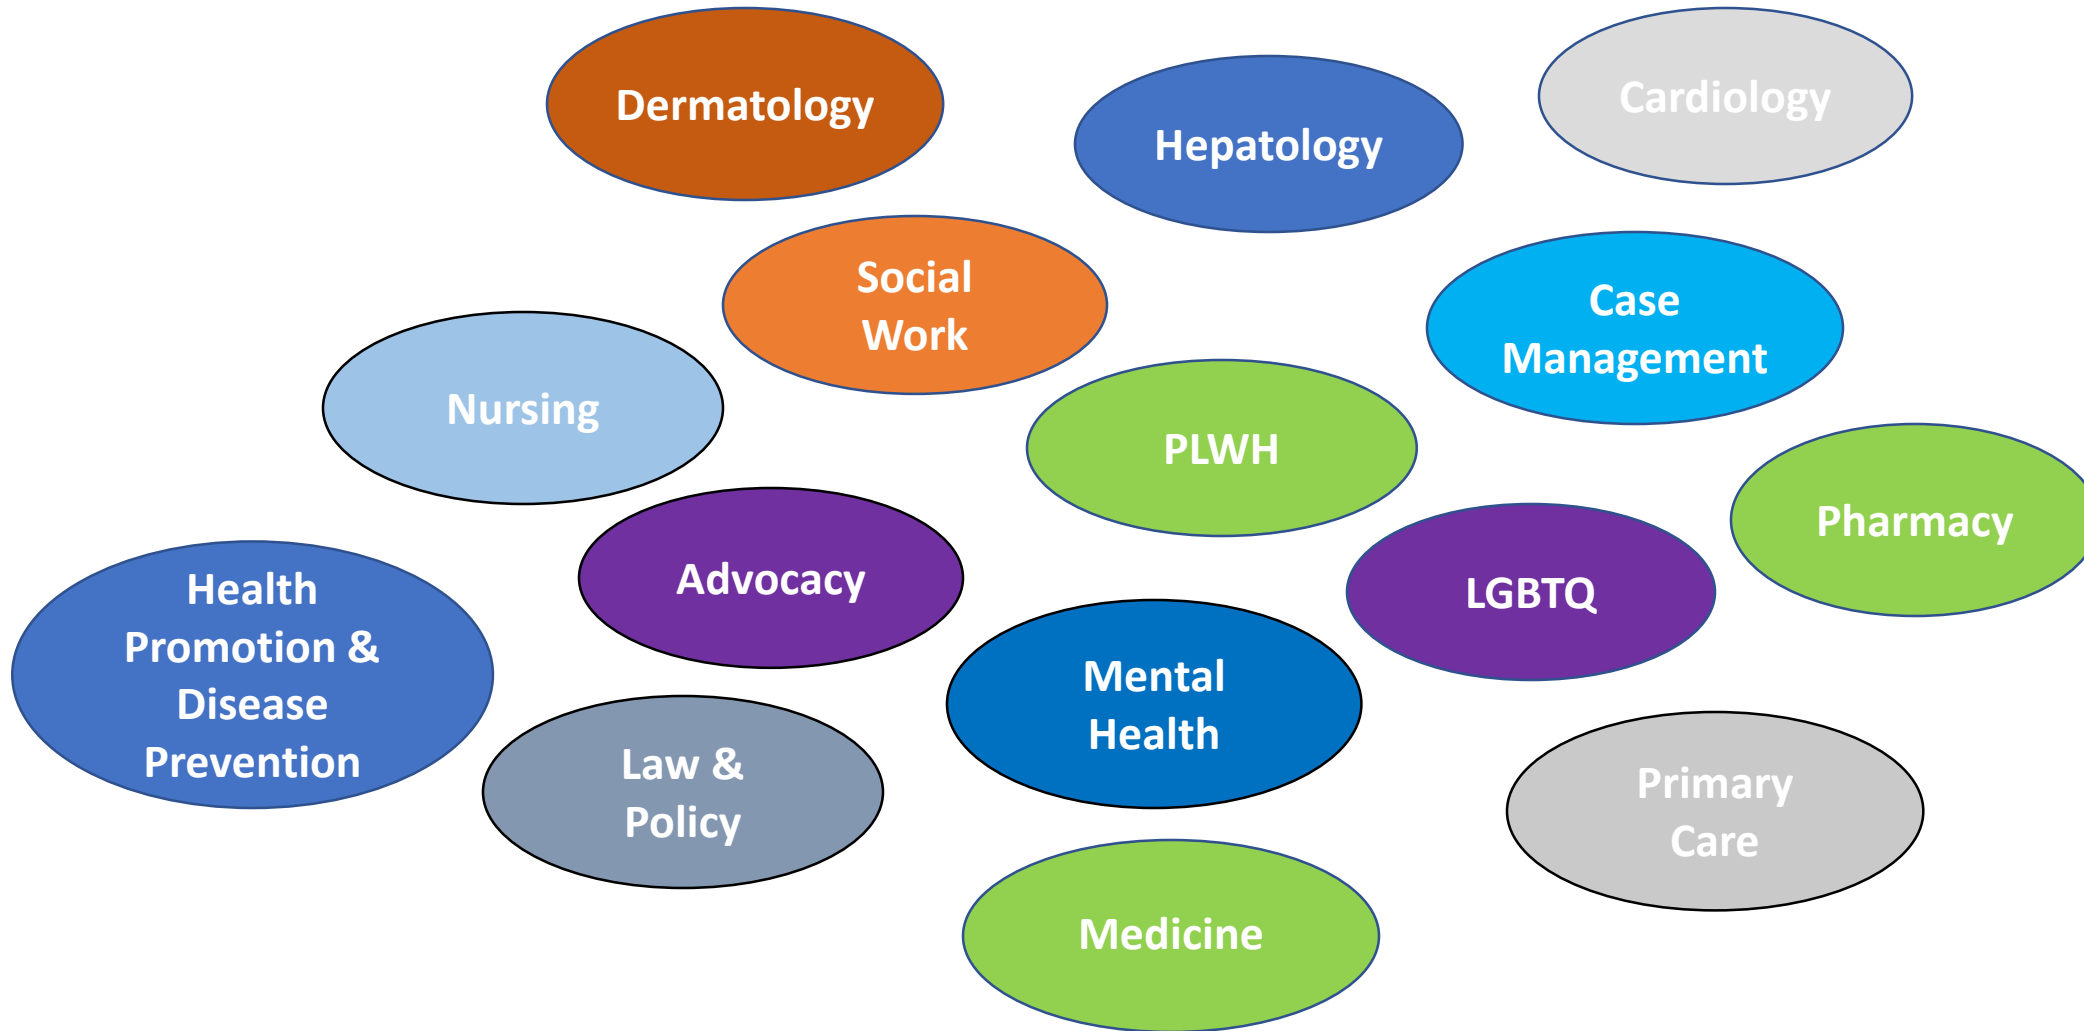 Dermatology
Hepatology
Cardiology
Social
Work
Case
Management
Nursing
PLWH
Pharmacy
Advocacy
LGBTQ
Health
Promotion &
Disease
Prevention
Mental
Health
Law &
Policy
Primary
Care
Medicine